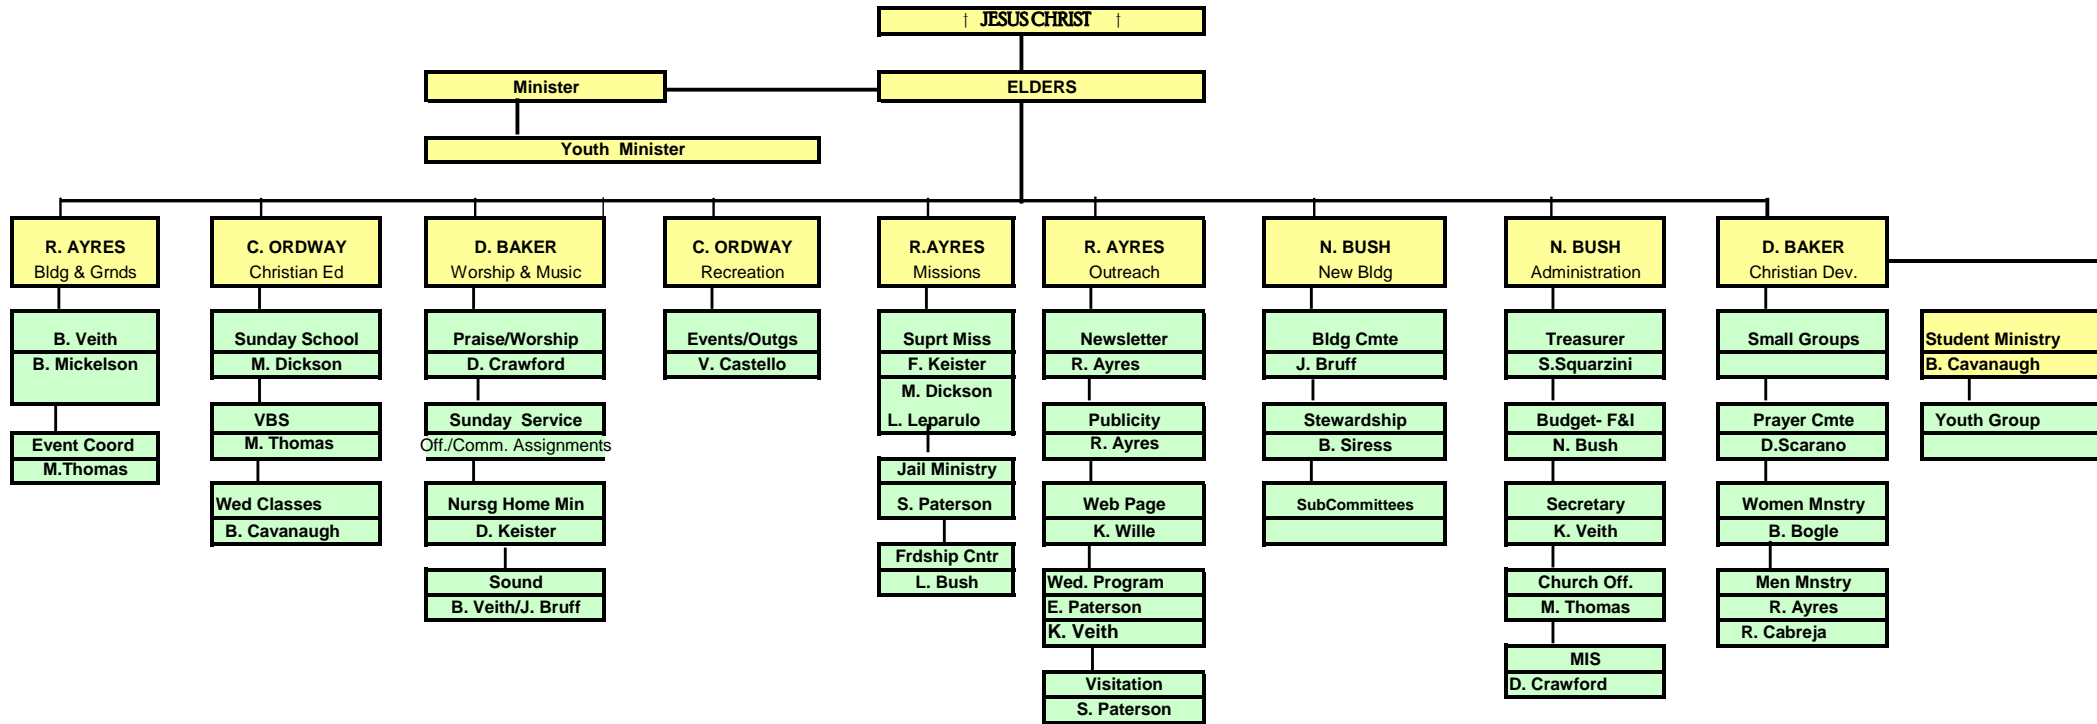 † JESUS CHRIST †
Minister
ELDERS
Youth Minister
R. AYRES
Bldg & Grnds
B. Veith
B. Mickelson
Event Coord
M.Thomas
C. ORDWAY
Christian Ed
Sunday School
M. Dickson
VBS
M. Thomas
Wed Classes
B. Cavanaugh
D. BAKER
Worship & Music
Praise/Worship
D. Crawford
Sunday Service
Off./Comm. Assignments
Nursg Home Min
D. Keister
Sound
B. Veith/J. Bruff
C. ORDWAY
Recreation
Events/Outgs
V. Castello
R.AYRES
Missions
Suprt Miss
F. Keister
M. Dickson
L. Leparulo
Jail Ministry
S. Paterson
Frdship Cntr
L. Bush
R. AYRES
Outreach
Newsletter
R. Ayres
Publicity
R. Ayres
Web Page
K. Wille
Wed. Program
E. Paterson
K. Veith
Visitation
S. Paterson
N. BUSH
New Bldg
Bldg Cmte
J. Bruff
Stewardship
B. Siress
SubCommittees
N. BUSH
Administration
Treasurer
S.Squarzini
Budget- F&I
N. Bush
Secretary
K. Veith
Church Off.
M. Thomas
MIS
D. Crawford
D. BAKER
Christian Dev.
Small Groups
Prayer Cmte
D.Scarano
Women Mnstry
B. Bogle
Men Mnstry
R. Ayres
R. Cabreja
Student Ministry
B. Cavanaugh
Youth Group